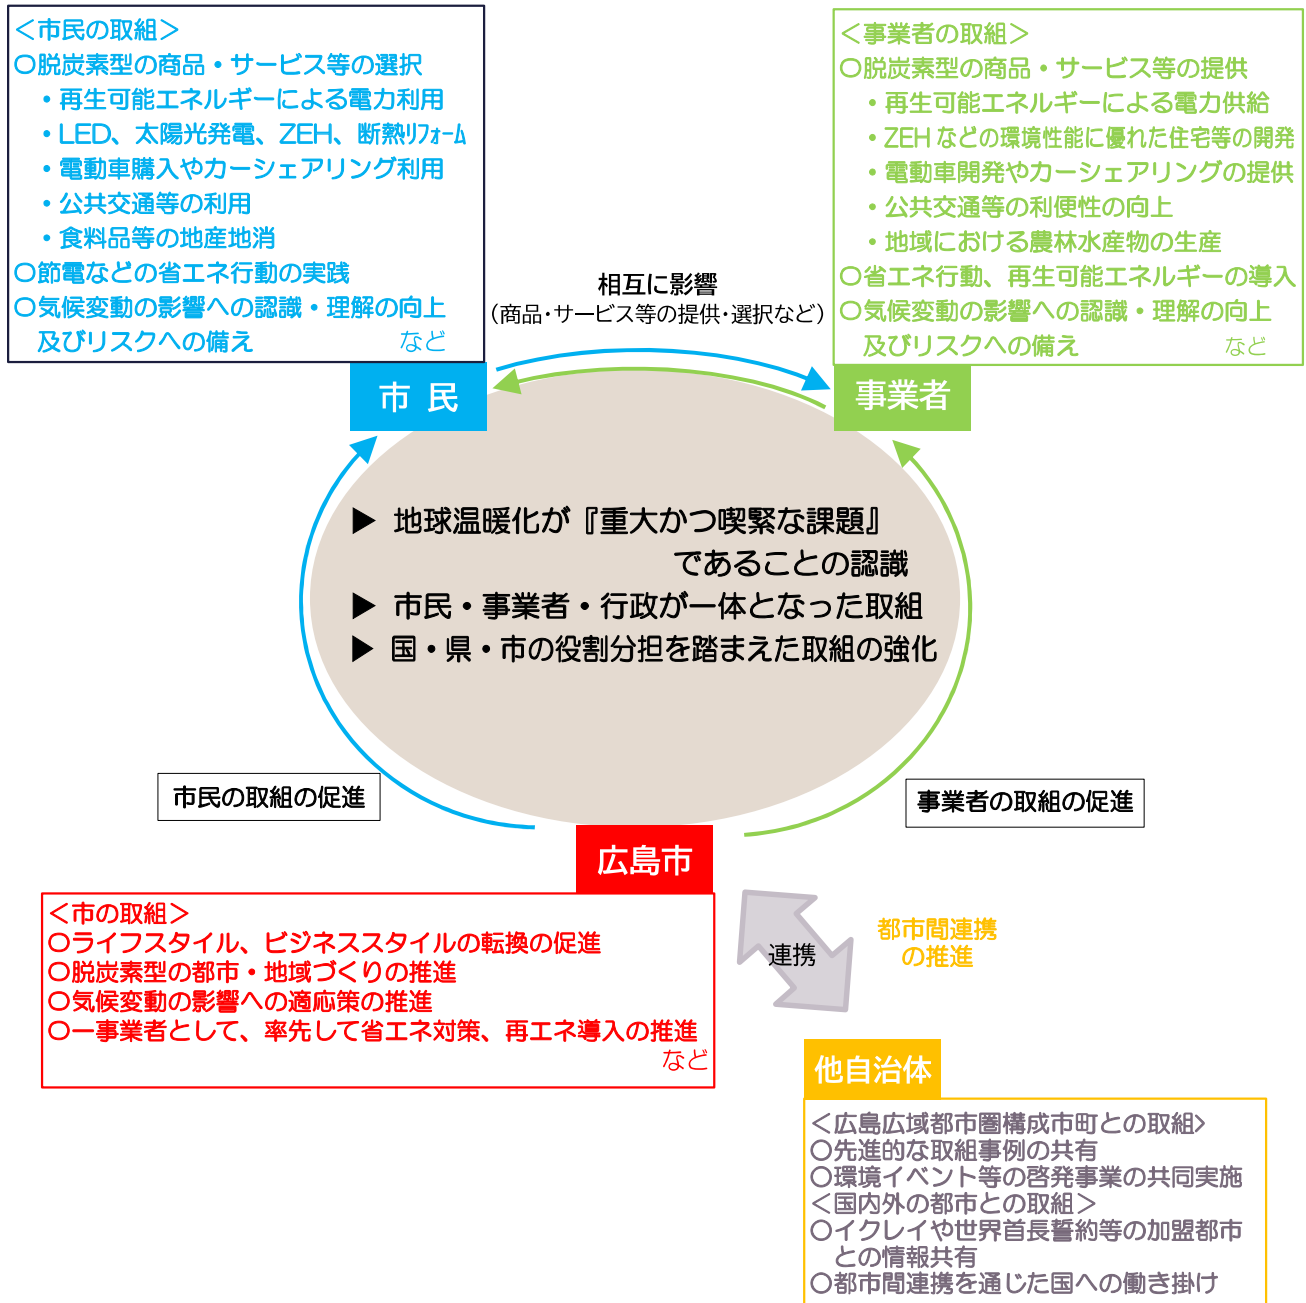 ＜市民の取組＞
○脱炭素型の商品・サービス等の選択
・再生可能エネルギーによる電力利用
・LED、太陽光発電、ZEH、断熱ﾘﾌｫｰﾑ
・電動車購入やカーシェアリング利用
・公共交通等の利用
・食料品等の地産地消
○節電などの省エネ行動の実践
○気候変動の影響への認識・理解の向上
及びリスクへの備え　など
市 民
＜事業者の取組＞
○脱炭素型の商品・サービス等の提供
・再生可能エネルギーによる電力供給
・ZEHなどの環境性能に優れた住宅等の開発
・電動車開発やカーシェアリングの提供
・公共交通等の利便性の向上
・地域における農林水産物の生産
○省エネ行動、再生可能エネルギーの導入
○気候変動の影響への認識・理解の向上
及びリスクへの備え　など
事業者
相互に影響
（商品･サービス等の提供･選択など）
▶ 地球温暖化が『重大かつ喫緊な課題』
であることの認識
▶ 市民・事業者・行政が一体となった取組
▶ 国・県・市の役割分担を踏まえた取組の強化
市民の取組の促進
事業者の取組の促進
広島市
＜市の取組＞
○ライフスタイル、ビジネススタイルの転換の促進
○脱炭素型の都市・地域づくりの推進
○気候変動の影響への適応策の推進
○一事業者として、率先して省エネ対策、再エネ導入の推進
など
連携
都市間連携
の推進
他自治体
＜広島広域都市圏構成市町との取組>
○先進的な取組事例の共有
○環境イベント等の啓発事業の共同実施
＜国内外の都市との取組＞
○イクレイや世界首長誓約等の加盟都市
との情報共有
○都市間連携を通じた国への働き掛け